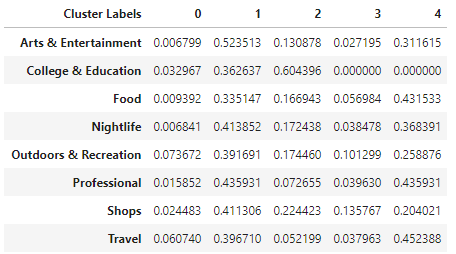 Cluster Labels 0 1 2 3 4
Arts & Entertainment 0.006799 0.523513 0.130878 0.027195 0.311615
College & Education 0.032967 0.362637 0.604396 0.000000 0.000000
Food 0.009392 0.335147 0.166943 0.056984 0.431533
Nightlife 0.006841 0.413852 0.172438 0.038478 0.368391
Outdoors & Recreation 0.073672 0.391691 0.174460 0.101299 0.258876
Professional 0.015852 0.435931 0.072655 0.039630 0.435931
Shops 0.024483 0.411306 0.224423 0.135767 0.204021
Travel 0.060740 0.396710 0.052199 0.037963 0.452388